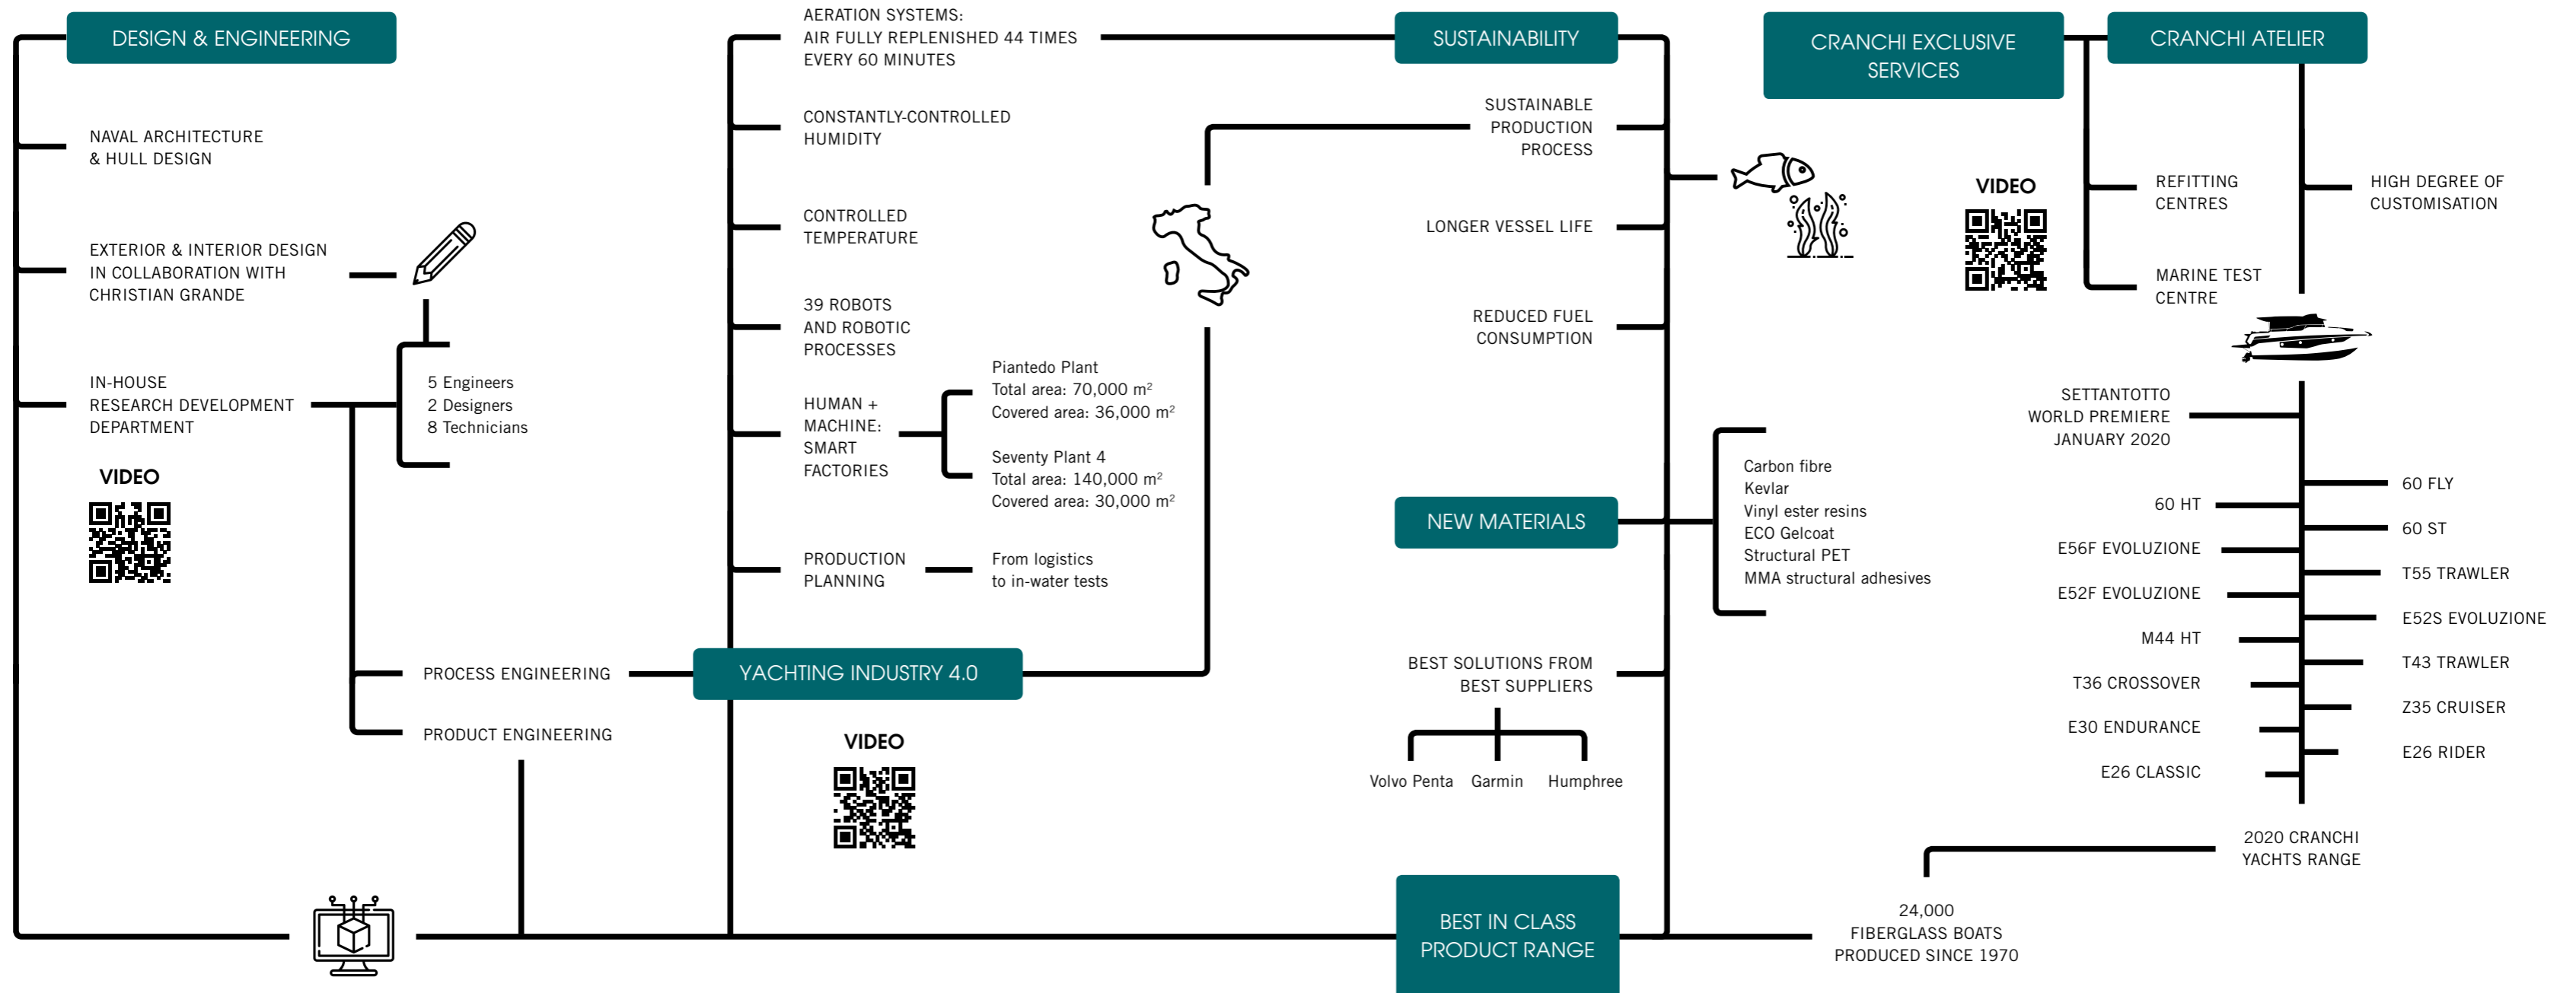 DESIGN & ENGINEERING
NAVAL ARCHITECTURE
& HULL DESIGN
EXTERIOR & INTERIOR DESIGN
IN COLLABORATION WITH
CHRISTIAN GRANDE
IN-HOUSE
RESEARCH DEVELOPMENT
DEPARTMENT
5 Engineers
2 Designers
8 Technicians
VIDEO
PROCESS ENGINEERING
PRODUCT ENGINEERING
AERATION SYSTEMS:
AIR FULLY REPLENISHED 44 TIMES
EVERY 60 MINUTES
CONSTANTLY-CONTROLLED
HUMIDITY
CONTROLLED
TEMPERATURE
39 ROBOTS
AND ROBOTIC
PROCESSES
HUMAN +
MACHINE:
SMART
FACTORIES
Piantedo Plant
Total area: 70,000 m²
Covered area: 36,000 m²
Seventy Plant 4
Total area: 140,000 m²
Covered area: 30,000 m²
PRODUCTION
PLANNING
From logistics
to in-water tests
YACHTING INDUSTRY 4.0
VIDEO
SUSTAINABILITY
SUSTAINABLE
PRODUCTION
PROCESS
LONGER VESSEL LIFE
REDUCED FUEL
CONSUMPTION
NEW MATERIALS
Carbon fibre
Kevlar
Vinyl ester resins
ECO Gelcoat
Structural PET
MMA structural adhesives
BEST SOLUTIONS FROM
BEST SUPPLIERS
Volvo Penta
Garmin
Humphree
BEST IN CLASS
PRODUCT RANGE
CRANCHI EXCLUSIVE
SERVICES
VIDEO
REFITTING
CENTRES
MARINE TEST
CENTRE
CRANCHI ATELIER
HIGH DEGREE OF
CUSTOMISATION
SETTANTOTTO
WORLD PREMIERE
JANUARY 2020
60 FLY
60 HT
60 ST
E56F EVOLUZIONE
T55 TRAWLER
E52F EVOLUZIONE
E52S EVOLUZIONE
M44 HT
T43 TRAWLER
T36 CROSSOVER
Z35 CRUISER
E30 ENDURANCE
E26 RIDER
E26 CLASSIC
2020 CRANCHI
YACHTS RANGE
24,000
FIBERGLASS BOATS
PRODUCED SINCE 1970